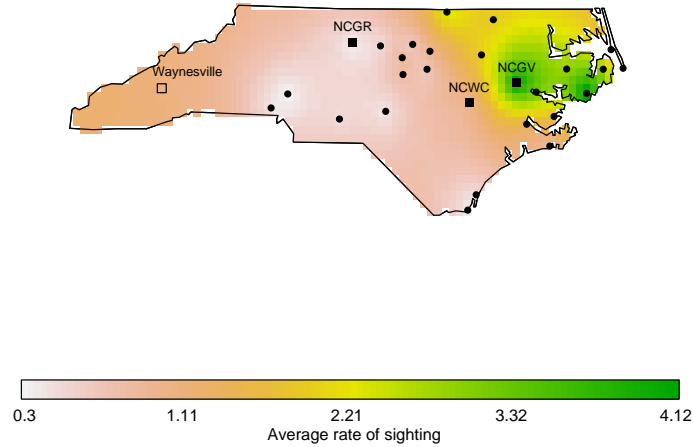 NCGR
Waynesville
NCGV
NCWC
0.3 1.11 2.21 3.32 4.12
Average rate of sighting